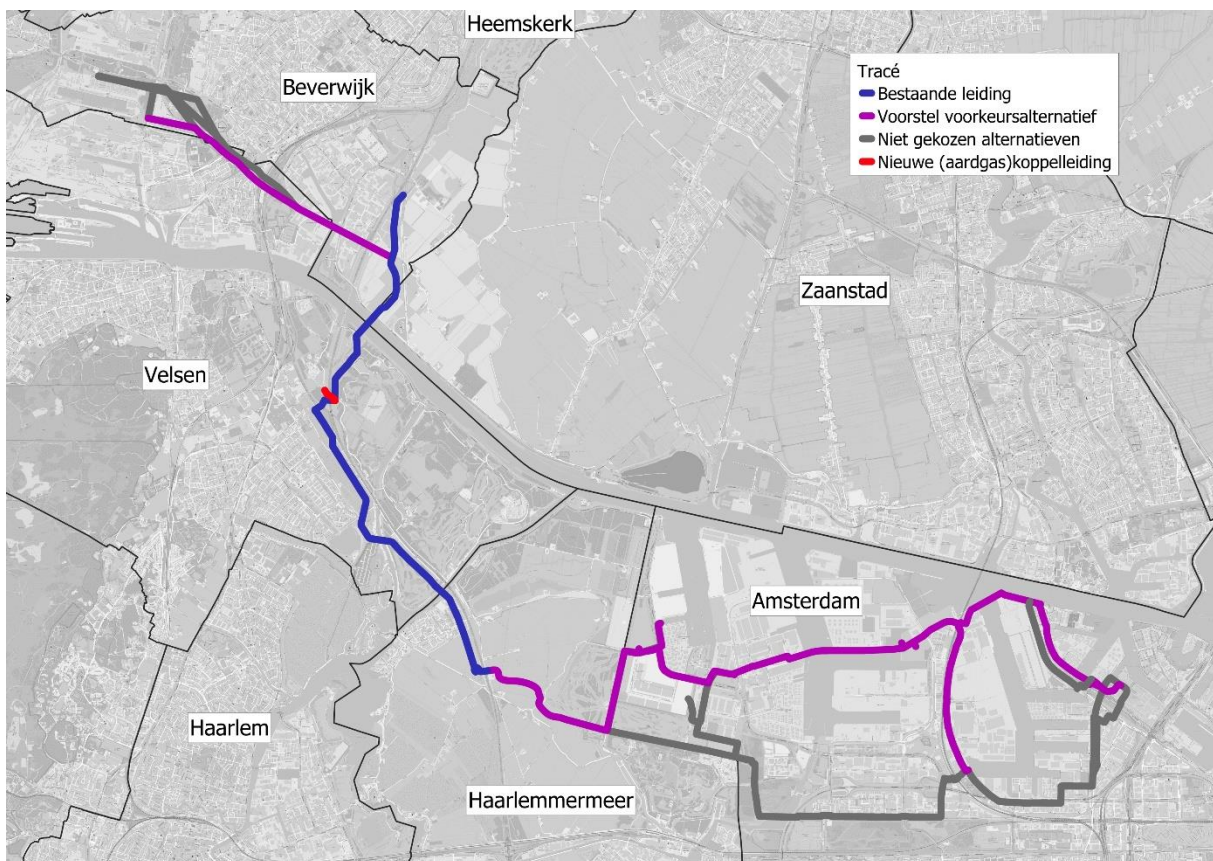 Heemskerk
Beverwijk
Tracé
Bestaande leiding
Voorstel voorkeursalternatief
Niet gekozen alternatieven
Nieuwe (aardgas)koppelleiding
Zaanstad
Velsen
Amsterdam
Haarlem
Haarlemmermeer